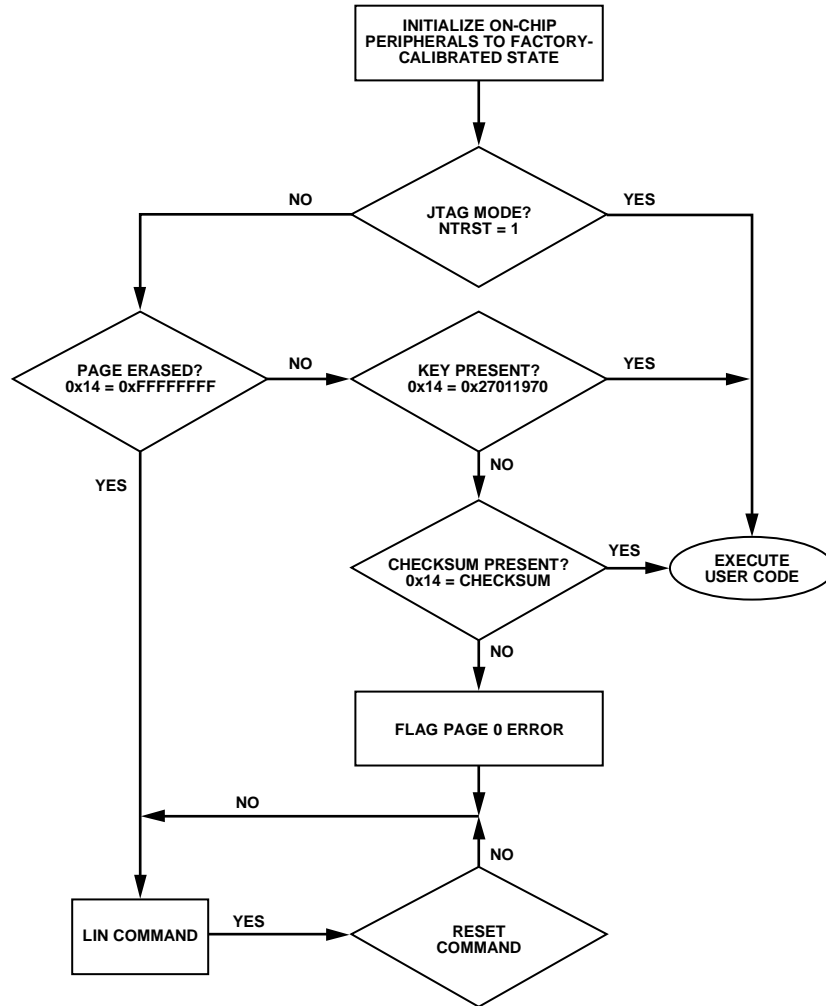 INITIALIZE ON-CHIP
PERIPHERALS TO FACTORY-
CALIBRATED STATE
NO
JTAG MODE?
NTRST = 1
YES
PAGE ERASED?
0x14 = 0xFFFFFFFF
NO
KEY PRESENT?
0x14 = 0x27011970
YES
NO
YES
CHECKSUM PRESENT?
0x14 = CHECKSUM
YES
EXECUTE
USER CODE
NO
FLAG PAGE 0 ERROR
NO
NO
LIN COMMAND
YES
RESET
COMMAND